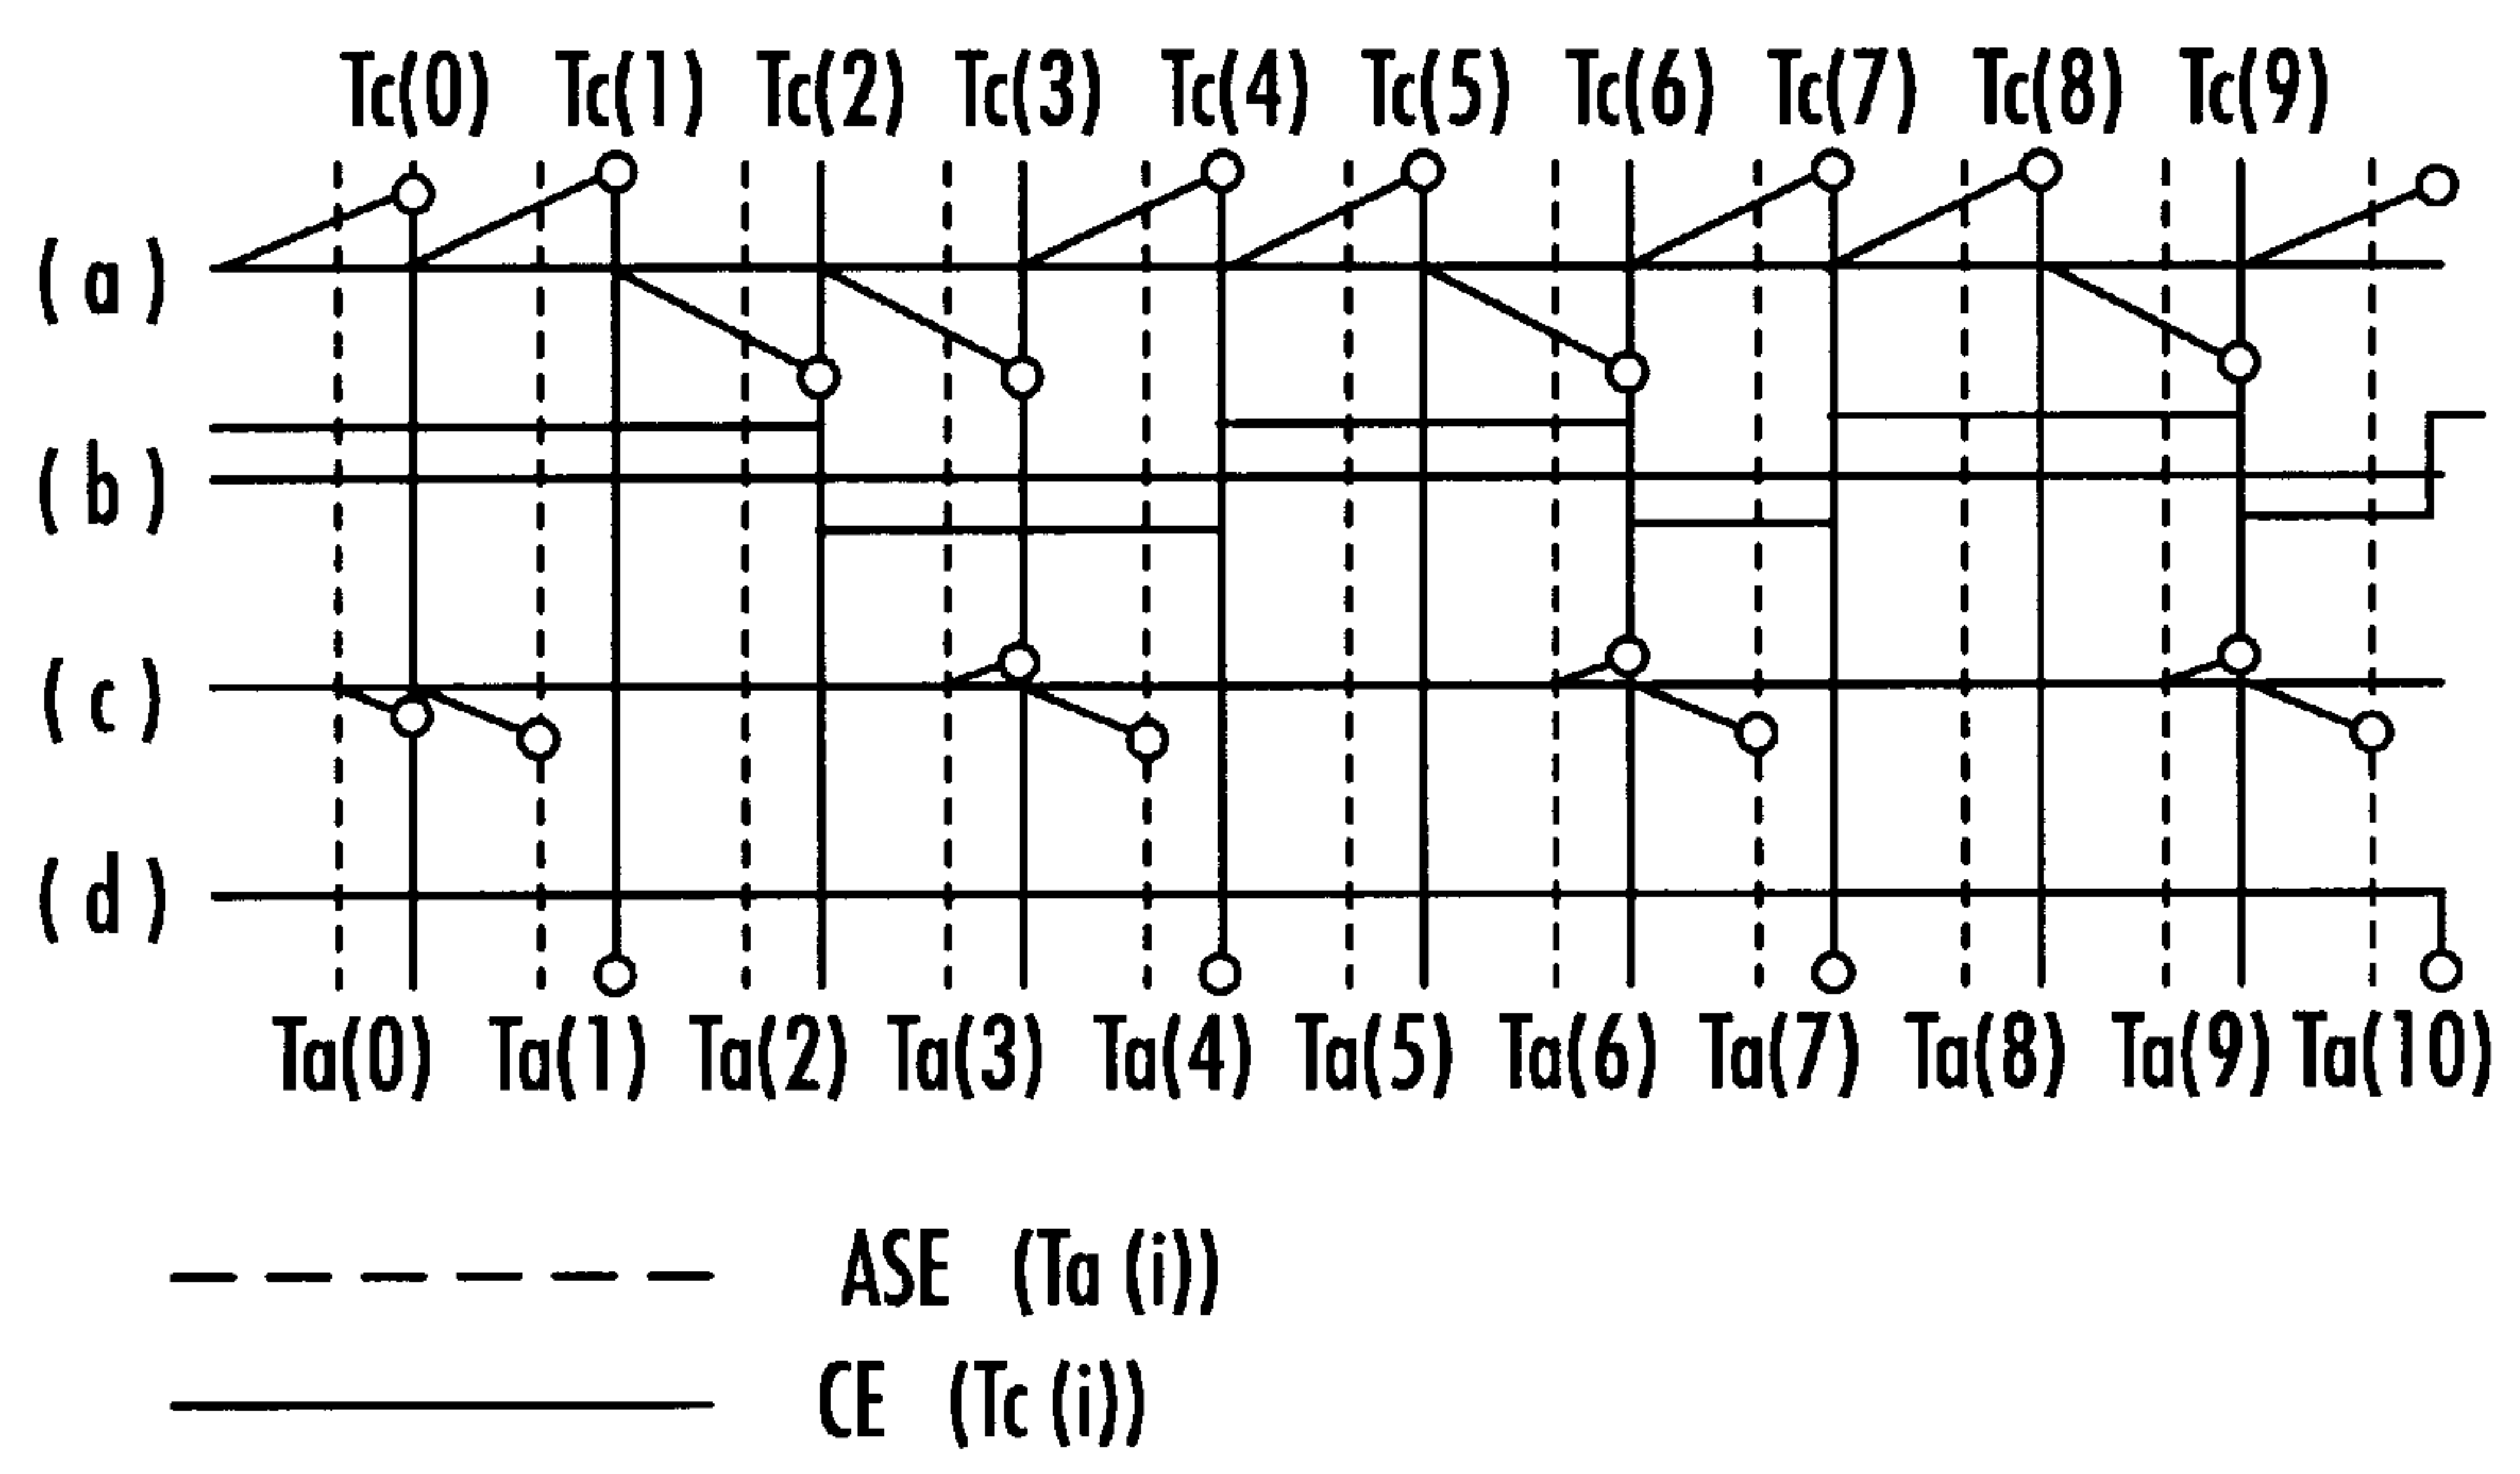 Tc(0) Tc(1) Tc(2) Tc(3) Tc(4) Tc(5) Tc(6) Tc(7) Tc(8) Tc(9)
(a)
(b)
(c)
(d)
Ta(0) Ta(1) Ta(2) Ta(3) Ta(4) Ta(5) Ta(6) Ta(7) Ta(8) Ta(9) Ta(10)
ASE (Ta (i))
CE (Tc (i))